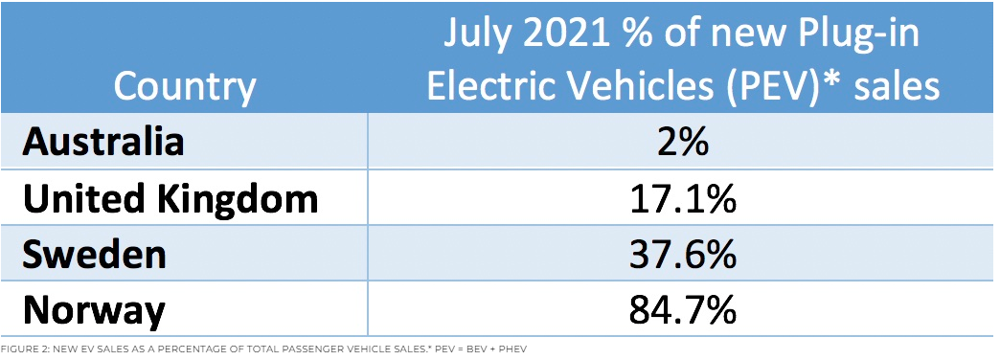 Country
July 2021 % of new Plug-in
Electric Vehicles (PEV)* sales
Australia 2%
United Kingdom 17.1%
Sweden 37.6%
Norway 84.7%
FIGURE 2: NEW EV SALES AS A PERCENTAGE OF TOTAL PASSENGER VEHICLE SALES.* PEV = BEV + PHEV